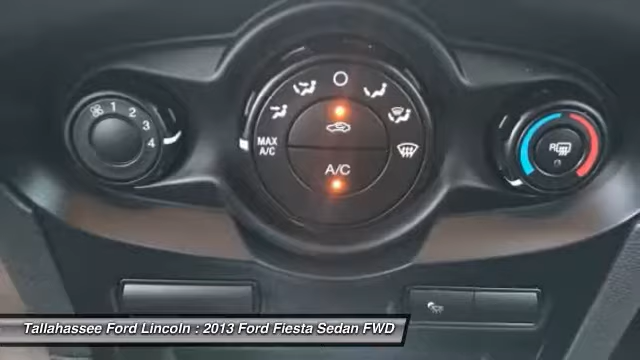 1
2
3
4
MAX
A/C
A/C
R
Tallahassee Ford Lincoln : 2013 Ford Fiesta Sedan FWD